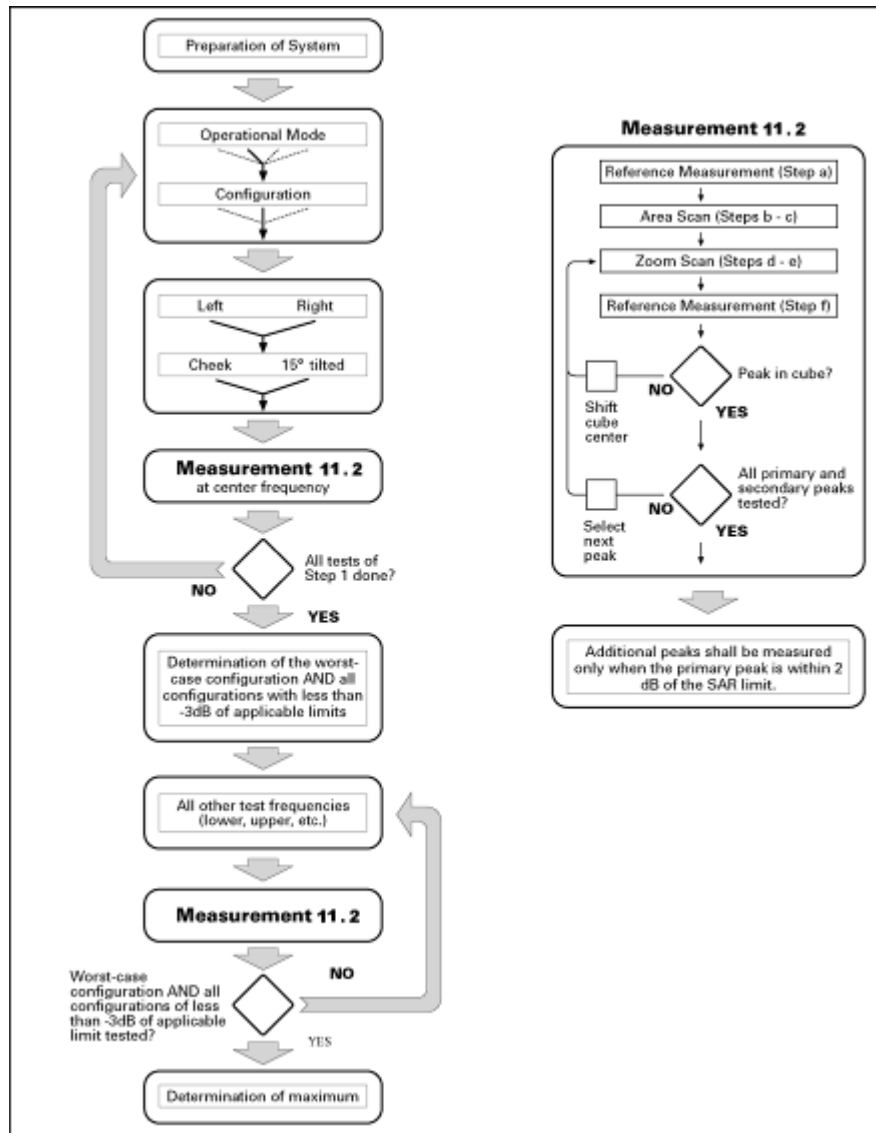 Preparation of System
Operational Mode
Configuration
Left Right
Cheek 15º tilted
Measurement 11.2
at center frequency
All tests of
Step 1 done?
NO
YES
Determination of the worst-
case configuration AND all
configurations with less than
-3dB of applicable limits
All other test frequencies
(lower, upper, etc.)
Measurement 11.2
NO
Worst-case
configuration AND all
configurations of less
than -3dB of applicable
limit tested?
YES
Determination of maximum
Measurement 11.2
Reference Measurement (Step a)
Area Scan (Steps b - c)
Zoom Scan (Steps d - e)
Reference Measurement (Step f)
Peak in cube?
NO
YES
Shift
cube
center
All primary and
secondary peaks
tested?
NO
YES
Select
next
peak
Additional peaks shall be measured
only when the primary peak is within 2
dB of the SAR limit.